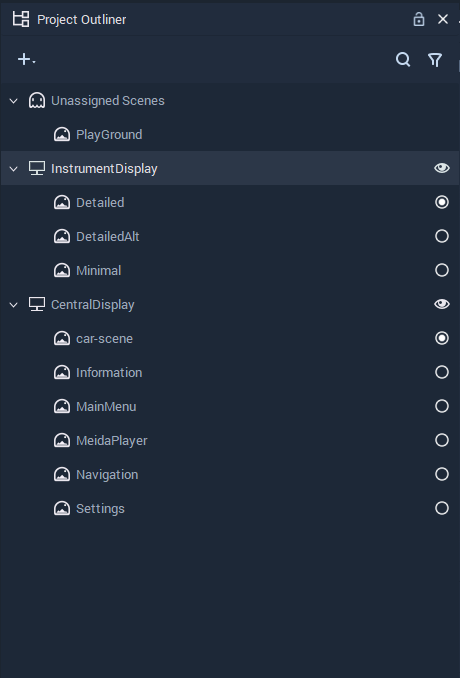 Project Outliner
Unassigned Scenes
PlayGround
InstrumentDisplay
Detailed
DetailedAlt
Minimal
CentralDisplay
car-scene
Information
MainMenu
MeidaPlayer
Navigation
Settings